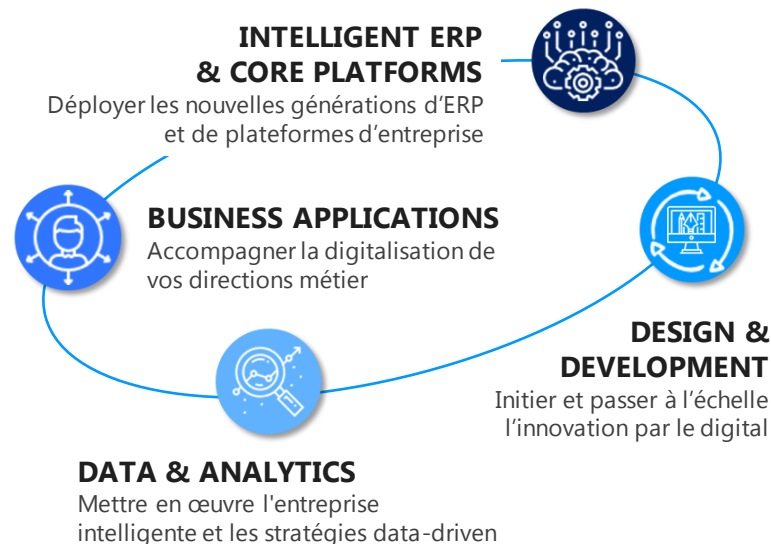 INTELLIGENT ERP
& CORE PLATFORMS
Déployer les nouvelles générations d’ERP
et de plateformes d’entreprise
BUSINESS APPLICATIONS
Accompagner la digitalisation de
vos directions métier
DESIGN &
DEVELOPMENT
Initier et passer à l’échelle
l’innovation par le digital
DATA & ANALYTICS
Mettre en œuvre l'entreprise
intelligente et les stratégies data-driven